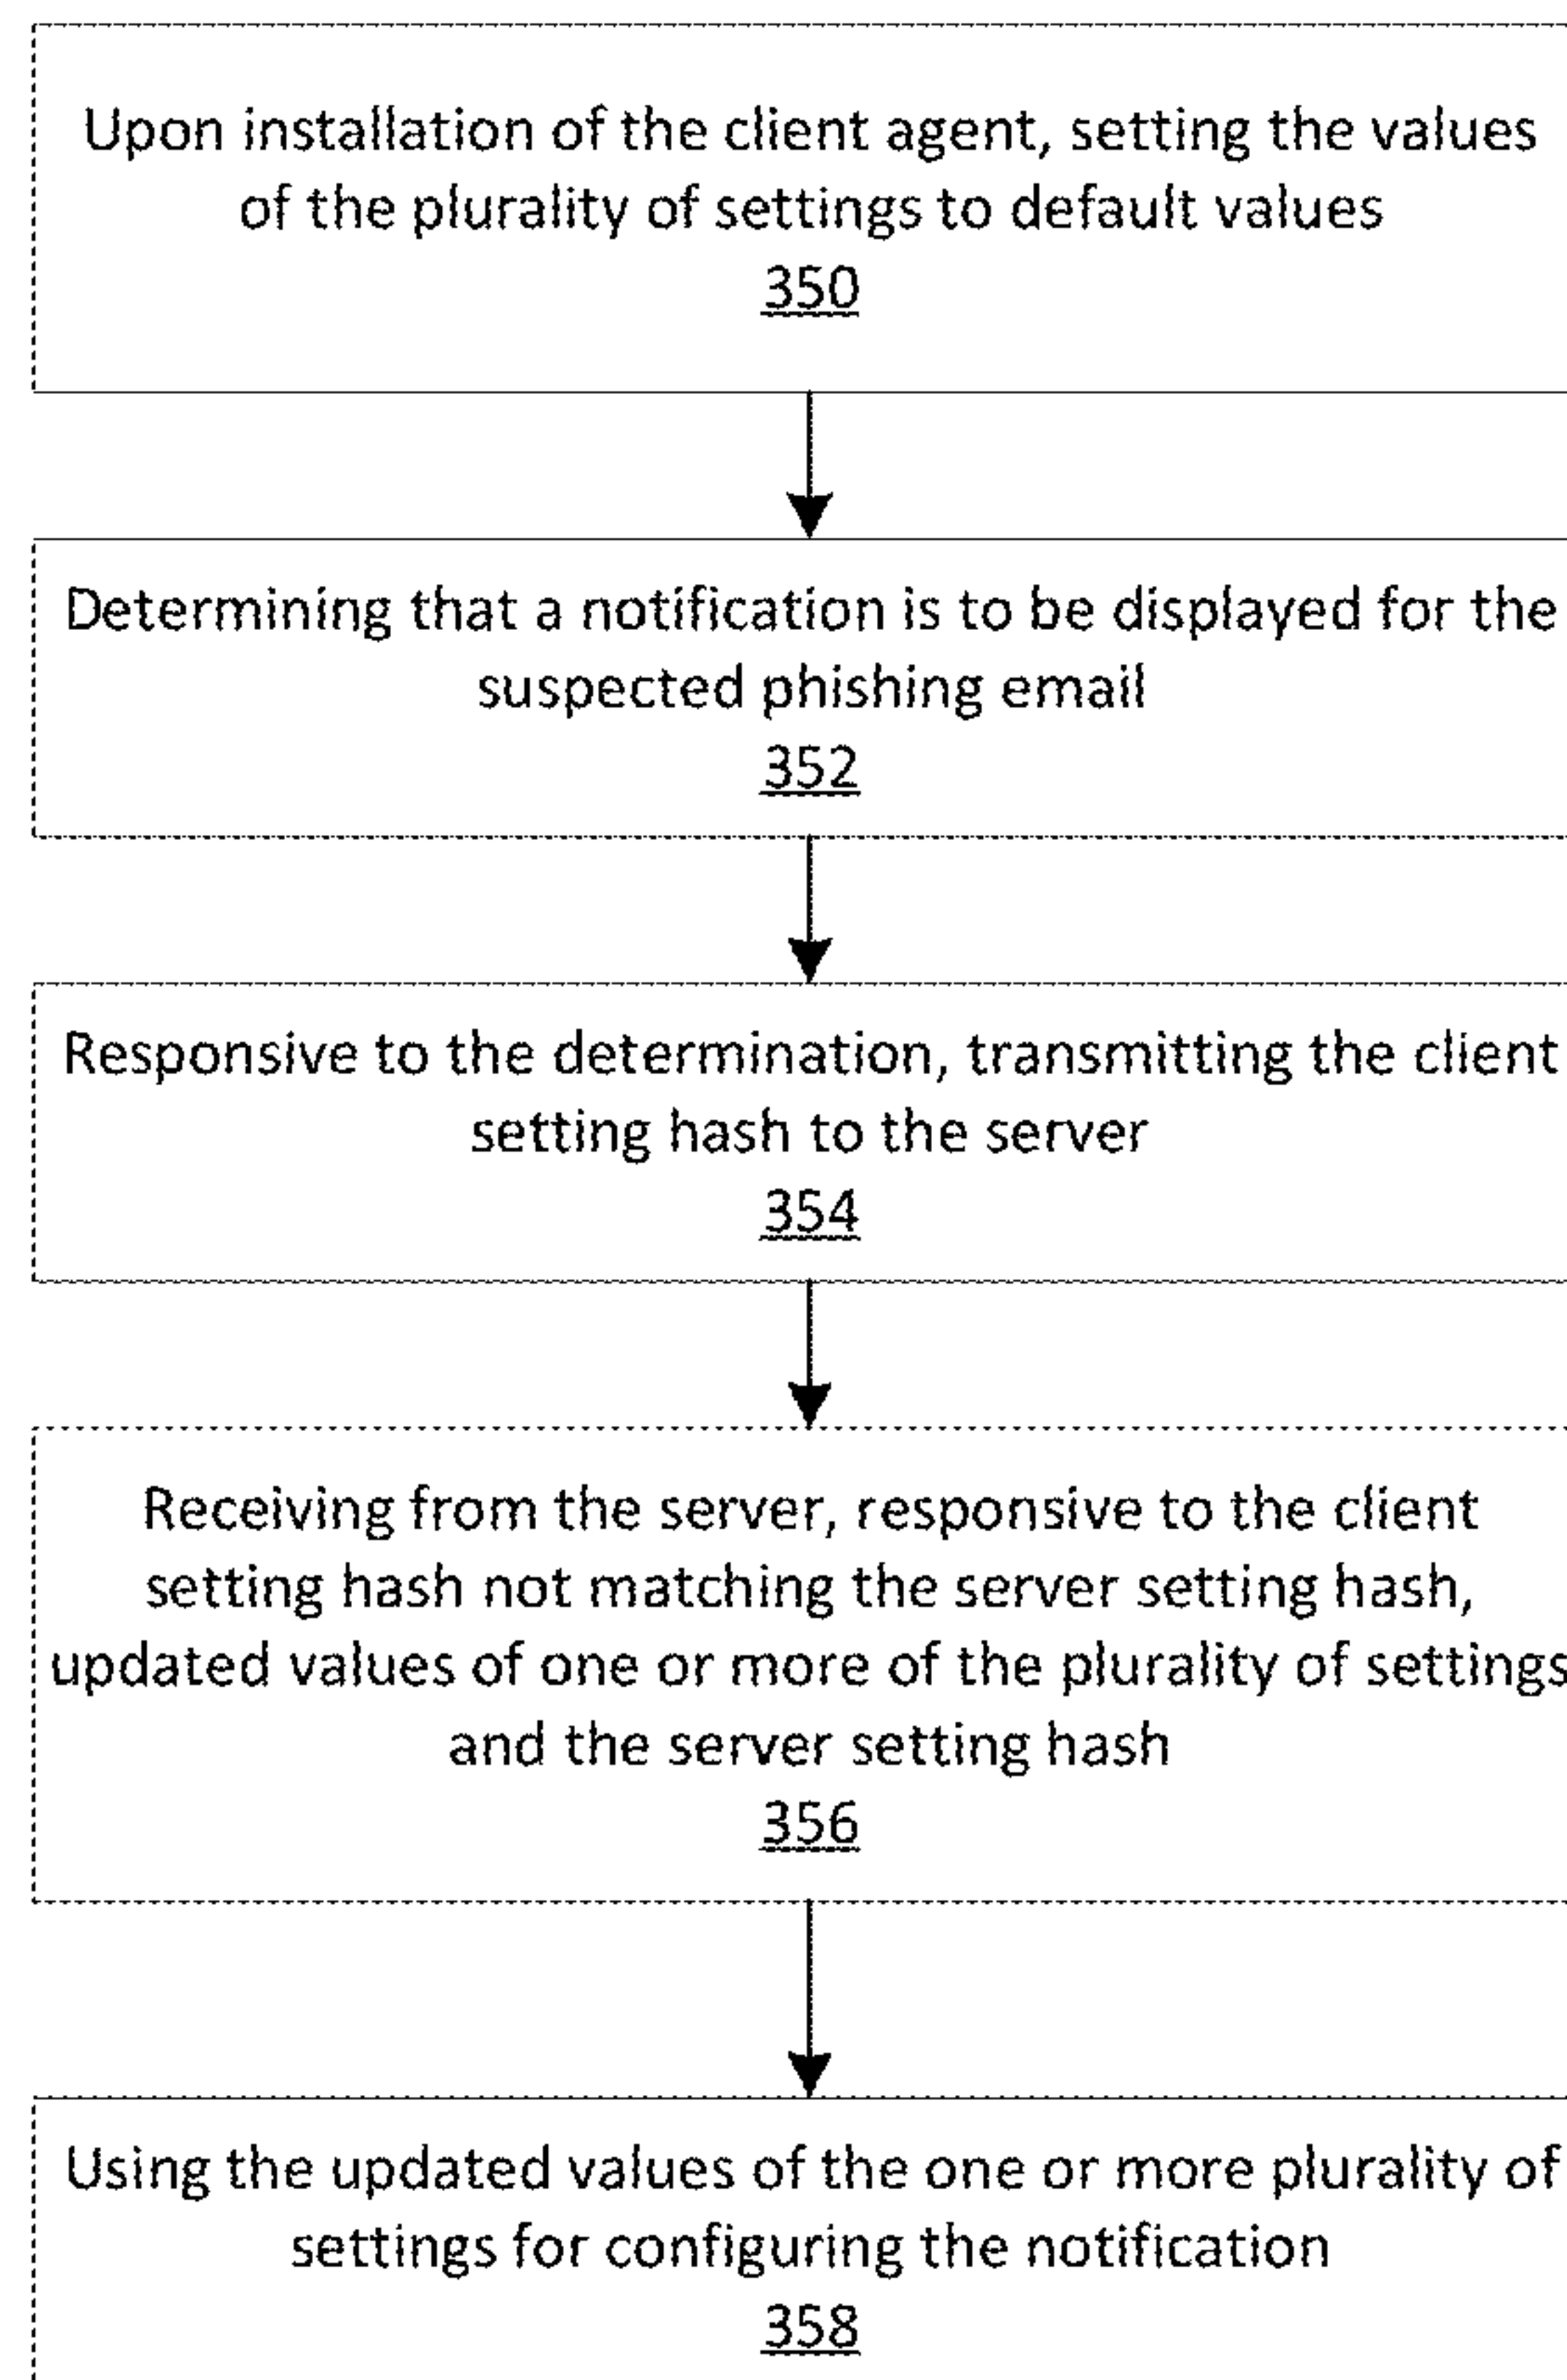 Upon installation of the client agent, setting the values
of the plurality of settings to default values
350
Determining that a notification is to be displayed for the
suspected phishing email
352
Responsive to the determination, transmitting the client
setting hash to the server
354
Receiving from the server, responsive to the client
setting hash not matching the server setting hash,
updated values of one or more of the plurality of settings
and the server setting hash
356
Using the updated values of the one or more plurality of
settings for configuring the notification
358